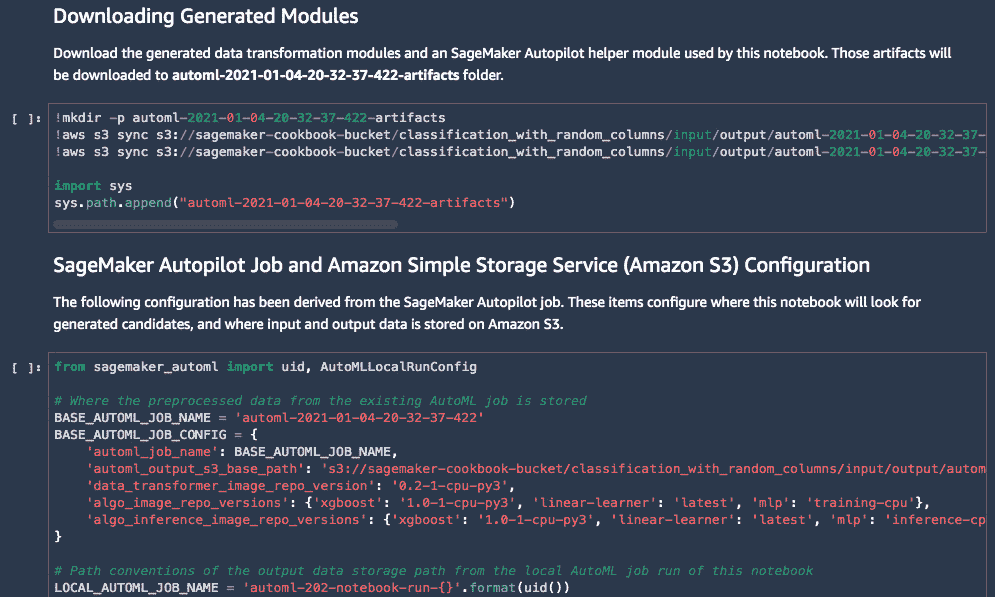 Downloading Generated Modules
Download the generated data transformation modules and an SageMaker Autopilot helper module used by this notebook. Those artifacts will
be downloaded to automl-2021-01-04-20-32-37-422-artifacts folder.
[ ]: !mkdir -p automl-2021-01-04-20-32-37-422-artifacts
!aws s3 sync s3://sagemaker-cookbook-bucket/classification_with_random_columns/input/output/automl-2021-01-04-20-32-37-
!aws s3 sync s3://sagemaker-cookbook-bucket/classification_with_random_columns/input/output/automl-2021-01-04-20-32-37-
import sys
sys.path.append("automl-2021-01-04-20-32-37-422-artifacts")
SageMaker Autopilot Job and Amazon Simple Storage Service (Amazon S3) Configuration
The following configuration has been derived from the SageMaker Autopilot job. These items configure where this notebook will look for
generated candidates, and where input and output data is stored on Amazon S3.
[ ]: from sagemaker_automl import uid, AutoMLLocalRunConfig
# Where the preprocessed data from the existing AutoML job is stored
BASE_AUTOML_JOB_NAME = 'automl-2021-01-04-20-32-37-422'
BASE_AUTOML_JOB_CONFIG = {
'automl_job_name': BASE_AUTOML_JOB_NAME,
'automl_output_s3_base_path': 's3://sagemaker-cookbook-bucket/classification_with_random_columns/input/output/autom
'data_transformer_image_repo_version': '0.2-1-cpu-py3',
'algo_image_repo_versions': {'xgboost': '1.0-1-cpu-py3', 'linear-learner': 'latest', 'mlp': 'training-cpu'},
'algo_inference_image_repo_versions': {'xgboost': '1.0-1-cpu-py3', 'linear-learner': 'latest', 'mlp': 'inference-cp
}
# Path conventions of the output data storage path from the local AutoML job run of this notebook
LOCAL_AUTOML_JOB_NAME = 'automl-202-notebook-run-{}'.format(uid())